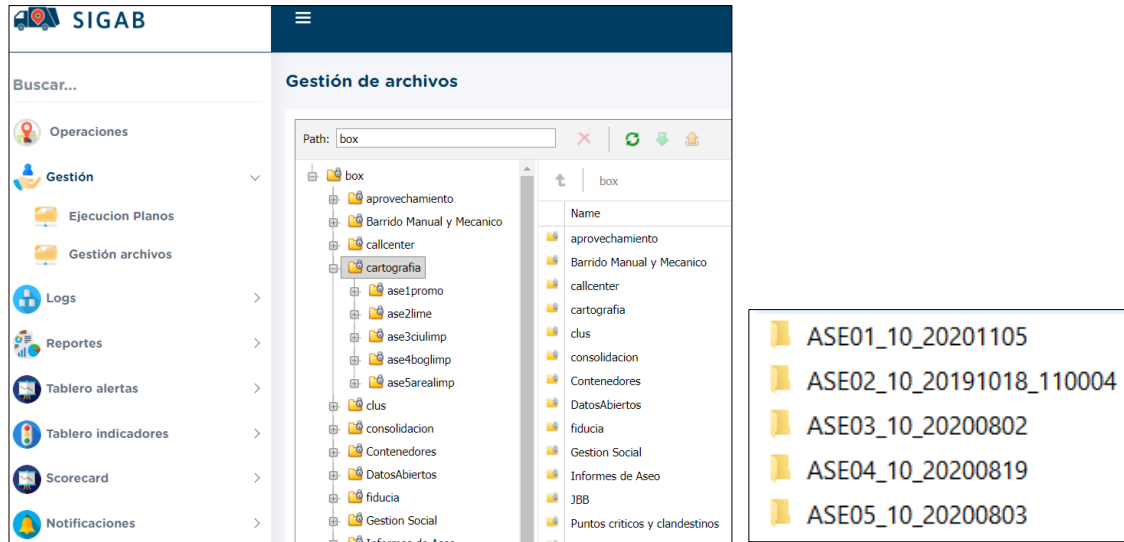 SIGAB
Buscar...
Operaciones
Gestión
Ejecucion Planos
Gestión archivos
Logs
Reportes
Tablero alertas
Tablero indicadores
Scorecard
Notificaciones
Gestión de archivos
Path: box
box
aprovechamiento
Barrido Manual y Mecanico
callcenter
cartografia
ase1promo
ase2lime
ase3ciulimp
ase4boglimp
ase5arealimp
clus
consolidacion
Contenedores
DatosAbiertos
fiducia
Gestion Social
Informes de Aseo
box
Name
aprovechamiento
Barrido Manual y Mecanico
callcenter
cartografia
clus
consolidacion
Contenedores
DatosAbiertos
fiducia
Gestion Social
Informes de Aseo
JBB
Puntos criticos y clandestinos
ASE01_10_20201105
ASE02_10_20191018_110004
ASE03_10_20200802
ASE04_10_20200819
ASE05_10_20200803